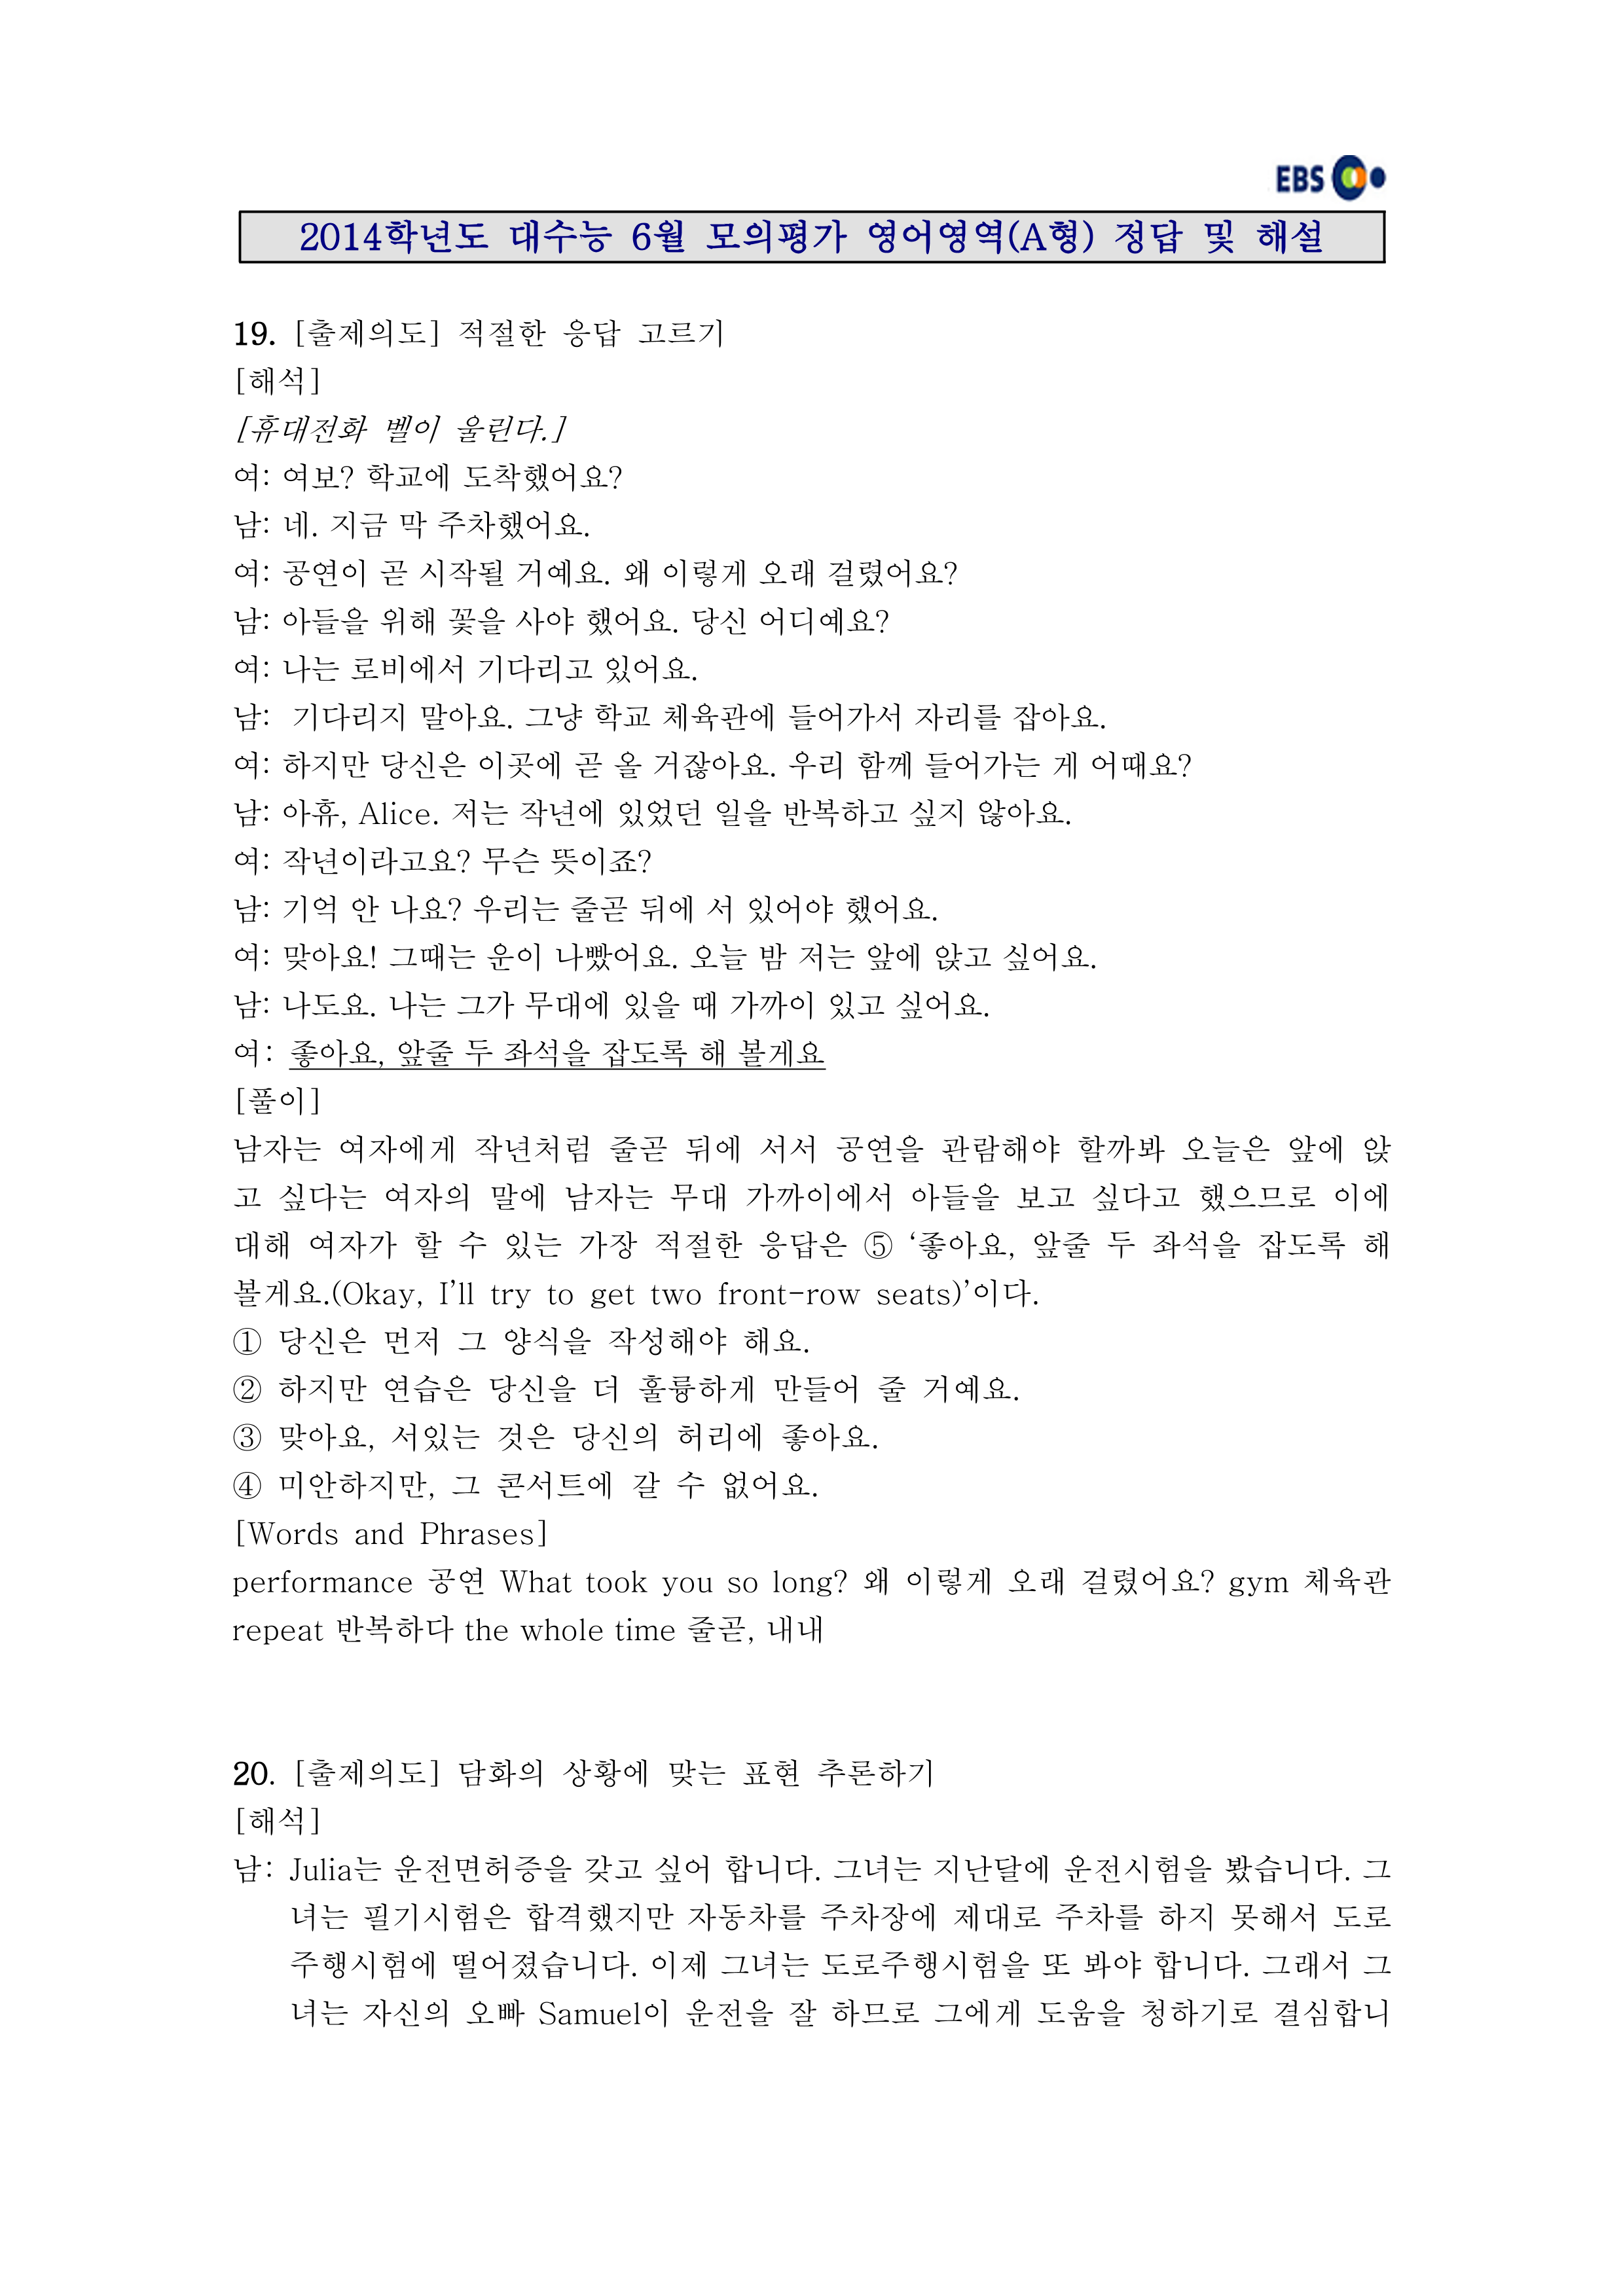 EBS
2014학년도 대수능 6월 모의평가 영어영역(A형) 정답 및 해설
19. [출제의도] 적절한 응답 고르기
[해석]
[휴대전화 벨이 울린다.]
여: 여보? 학교에 도착했어요?
남: 네. 지금 막 주차했어요.
여: 공연이 곧 시작될 거예요. 왜 이렇게 오래 걸렸어요?
남: 아들을 위해 꽃을 사야 했어요. 당신 어디예요?
여: 나는 로비에서 기다리고 있어요.
남: 기다리지 말아요. 그냥 학교 체육관에 들어가서 자리를 잡아요.
여: 하지만 당신은 이곳에 곧 올 거잖아요. 우리 함께 들어가는 게 어때요?
남: 아휴, Alice. 저는 작년에 있었던 일을 반복하고 싶지 않아요.
여: 작년이라고요? 무슨 뜻이죠?
남: 기억 안 나요? 우리는 줄곧 뒤에 서 있어야 했어요.
여: 맞아요! 그때는 운이 나빴어요. 오늘 밤 저는 앞에 앉고 싶어요.
남: 나도요. 나는 그가 무대에 있을 때 가까이 있고 싶어요.
여: 좋아요, 앞줄 두 좌석을 잡도록 해 볼게요
[풀이]
남자는 여자에게 작년처럼 줄곧 뒤에 서서 공연을 관람해야 할까봐 오늘은 앞에 앉
고 싶다는 여자의 말에 남자는 무대 가까이에서 아들을 보고 싶다고 했으므로 이에
대해 여자가 할 수 있는 가장 적절한 응답은 ⑤ ‘좋아요, 앞줄 두 좌석을 잡도록 해
볼게요.(Okay, I’ll try to get two front-row seats)’이다.
① 당신은 먼저 그 양식을 작성해야 해요.
② 하지만 연습은 당신을 더 훌륭하게 만들어 줄 거예요.
③ 맞아요, 서있는 것은 당신의 허리에 좋아요.
④ 미안하지만, 그 콘서트에 갈 수 없어요.
[Words and Phrases]
performance 공연 What took you so long? 왜 이렇게 오래 걸렸어요? gym 체육관
repeat 반복하다 the whole time 줄곧, 내내
20. [출제의도] 담화의 상황에 맞는 표현 추론하기
[해석]
남: Julia는 운전면허증을 갖고 싶어 합니다. 그녀는 지난달에 운전시험을 봤습니다. 그
녀는 필기시험은 합격했지만 자동차를 주차장에 제대로 주차를 하지 못해서 도로
주행시험에 떨어졌습니다. 이제 그녀는 도로주행시험을 또 봐야 합니다. 그래서 그
녀는 자신의 오빠 Samuel이 운전을 잘 하므로 그에게 도움을 청하기로 결심합니